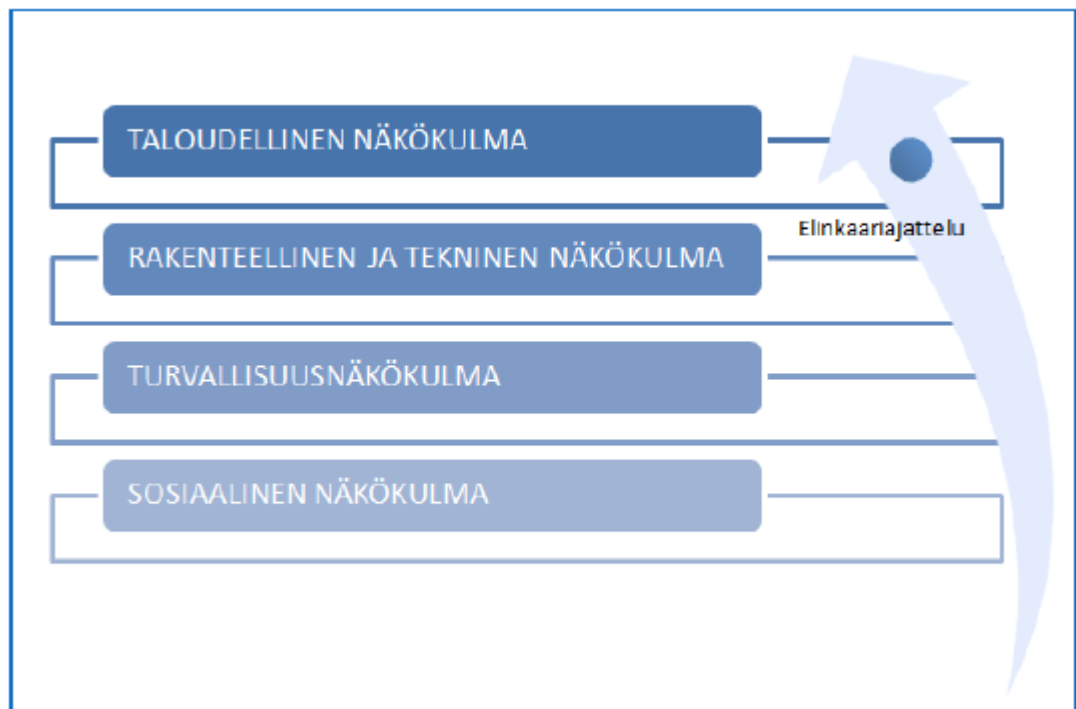 TALOUDELLINEN NÄKÖKULMA
Elinkaariajattelu
RAKENTEELLINEN JA TEKNINEN NÄKÖKULMA
TURVALLISUUSNÄKÖKULMA
SOSIAALINEN NÄKÖKULMA